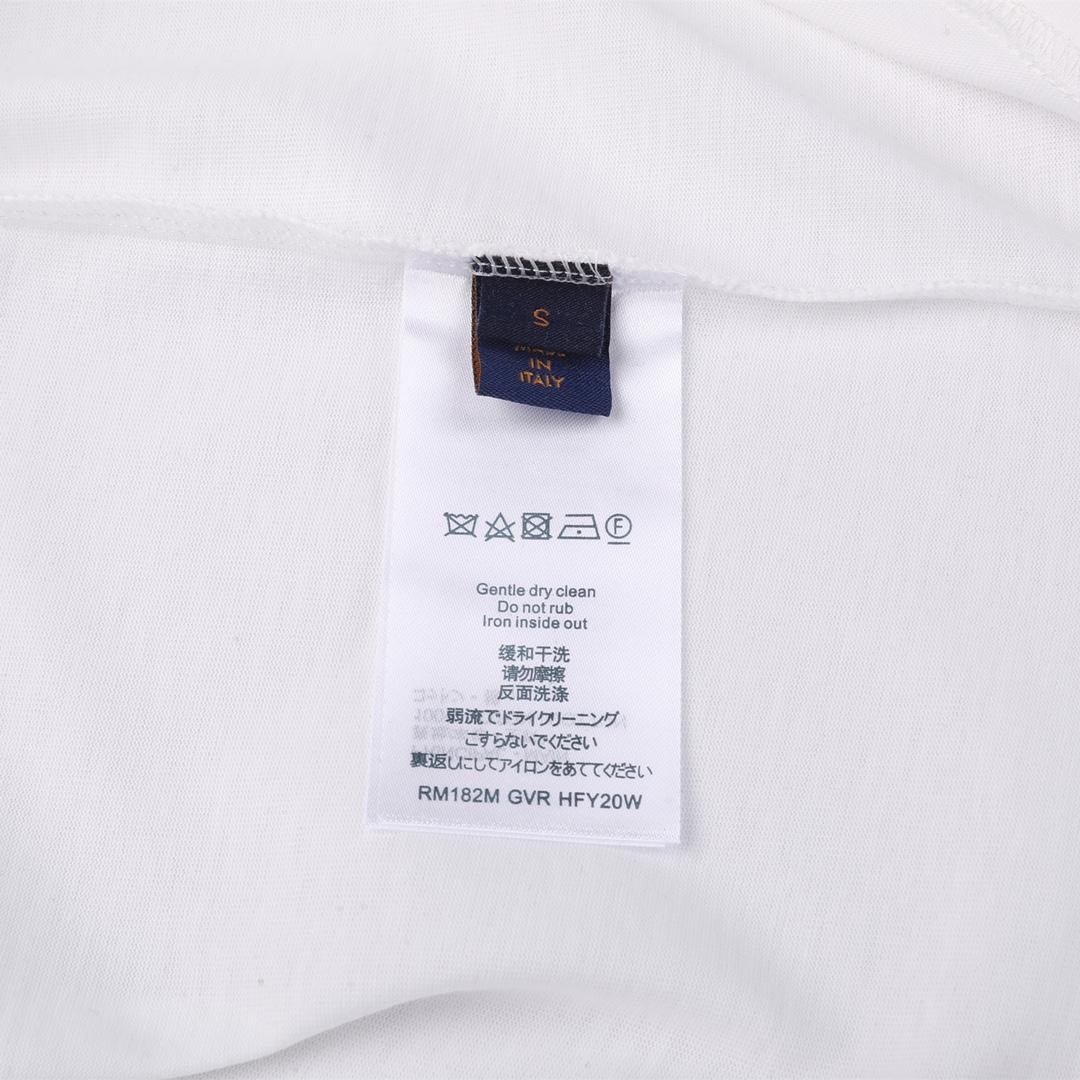 S
MADE
IN
ITALY
F
Gentle dry clean
Do not rub
Iron inside out
缓和干洗
请勿摩擦
反面洗涤
弱流でドライクリーニング
こすらないでください
裏返しにしてアイロンをあててください
RM182M GVR HFY20W